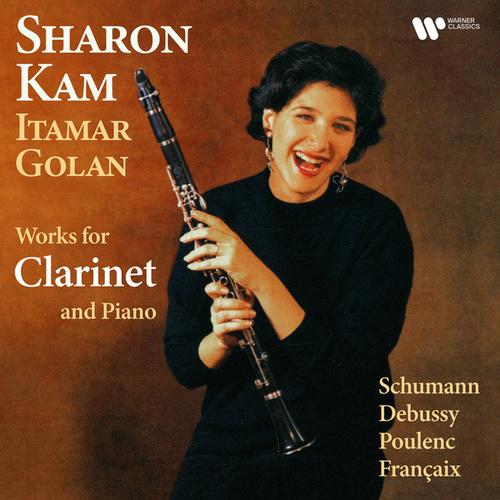 SHARON
KAM
ITAMAR
GOLAN
WARNER
CLASSICS
Works for
Clarinet
and Piano
Schumann
Debussy
Poulenc
Françaix